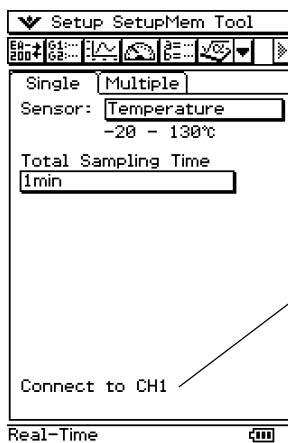 Setup SetupMem Tool
Single Multiple
Sensor: Temperature
-20 - 130℃
Total Sampling Time
1min
Connect to CH1
Real-Time